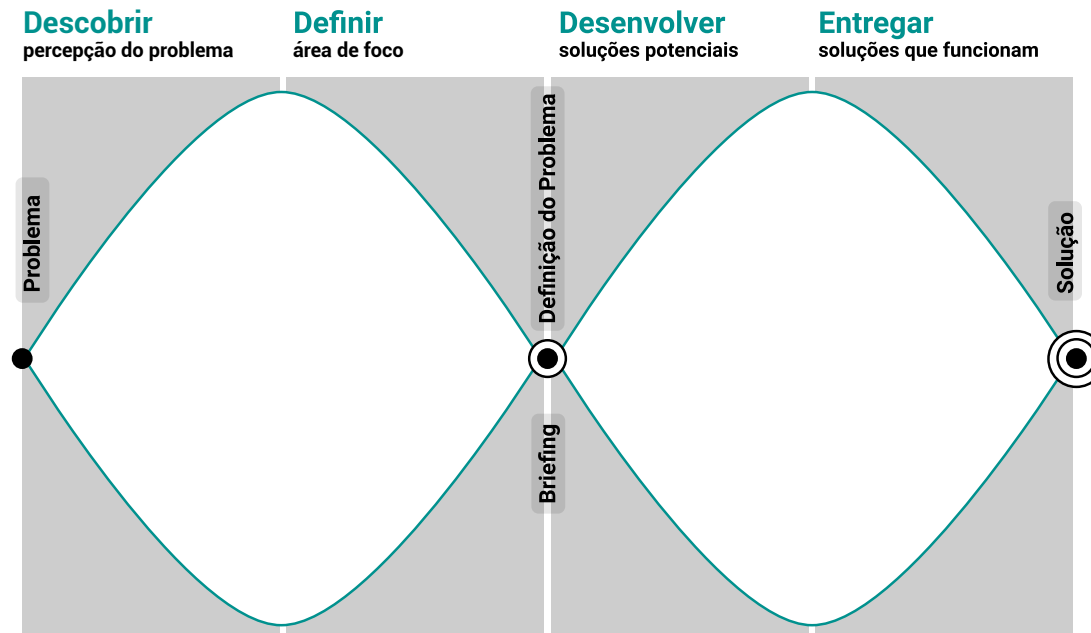 Descobrir
percepção do problema
Definir
área de foco
Desenvolver
soluções potenciais
Entregar
soluções que funcionam
Problema
Definição do Problema
Briefing
Solução